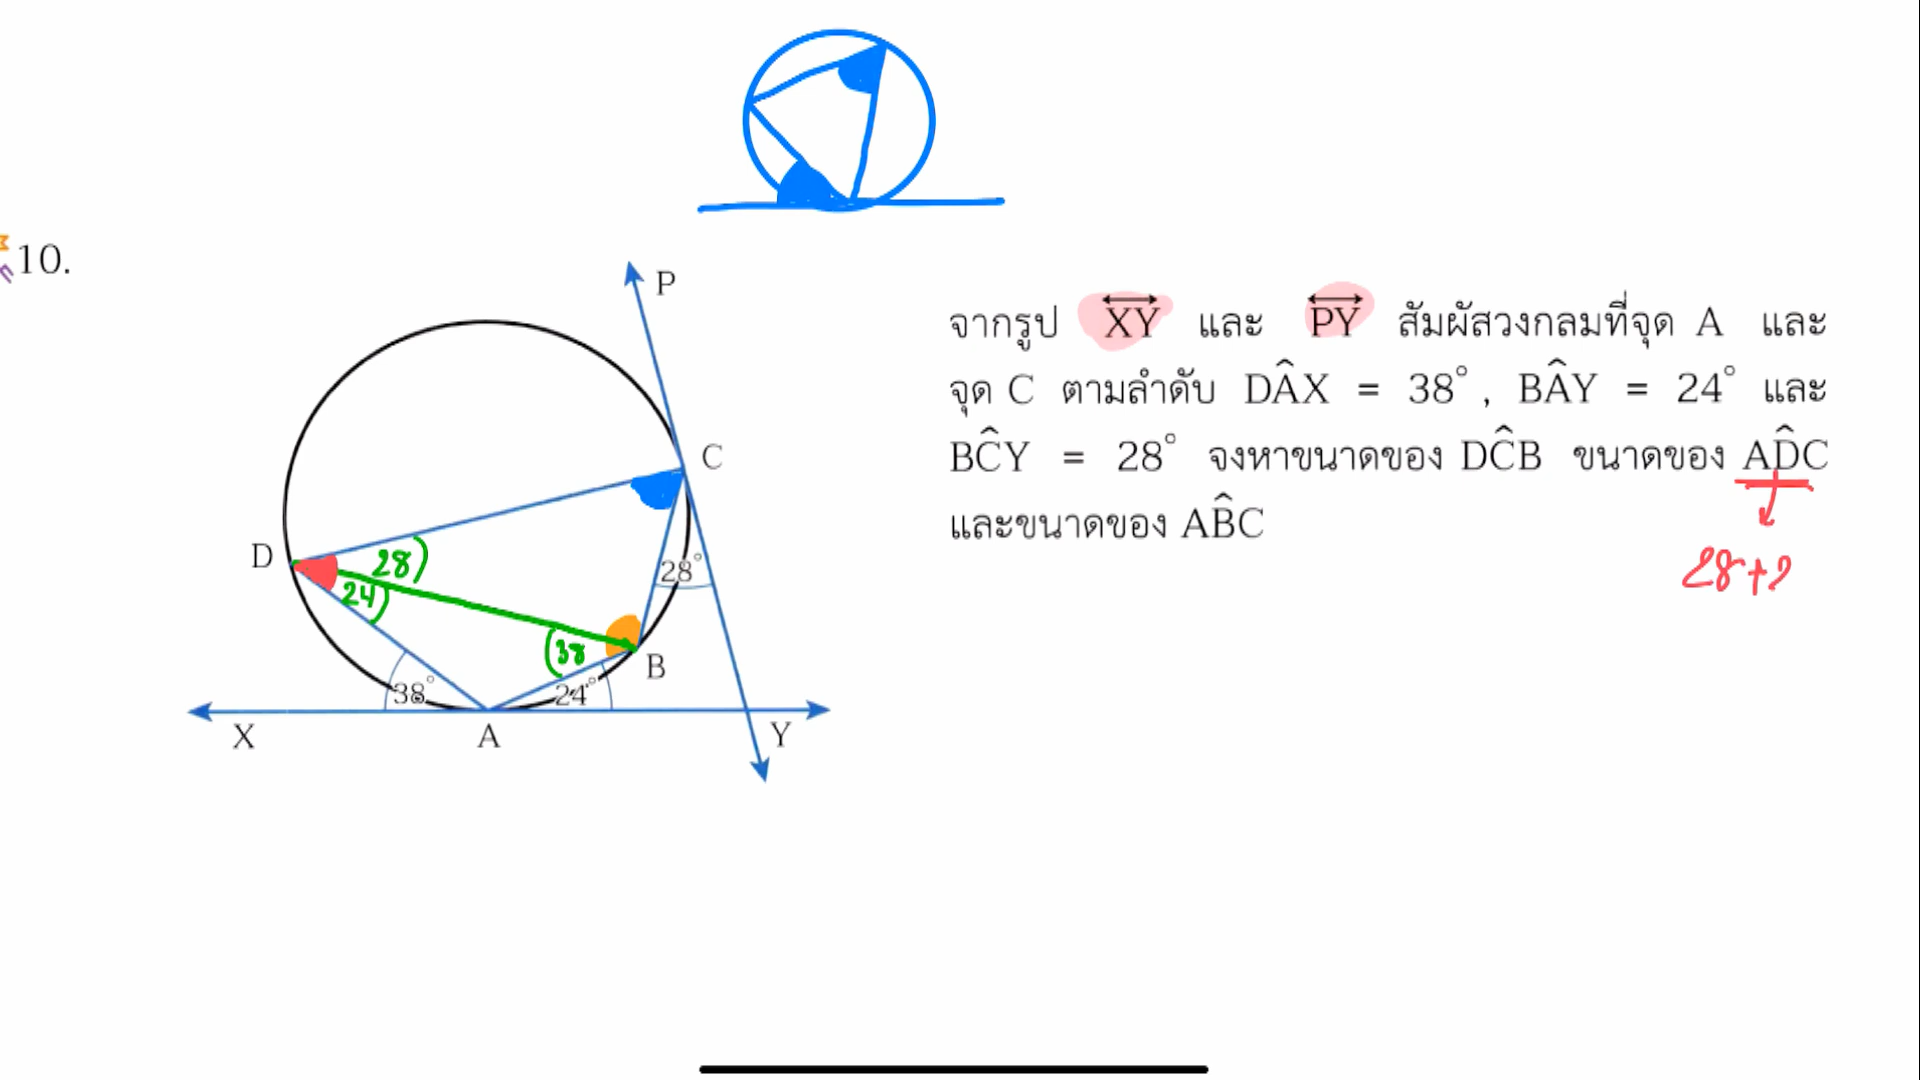 10.
P
จากรูป XY และ PY สัมผัสวงกลมที่จุด A และ
จุด C ตามลำดับ DÂX = 38°, BÂY = 24° และ
BĈY = 28° จงหาขนาดของ DĈB ขนาดของ AD̂C
และขนาดของ AB̂C
28+2
C
D
28
24
28°
38
B
38°
24°
X
A
Y